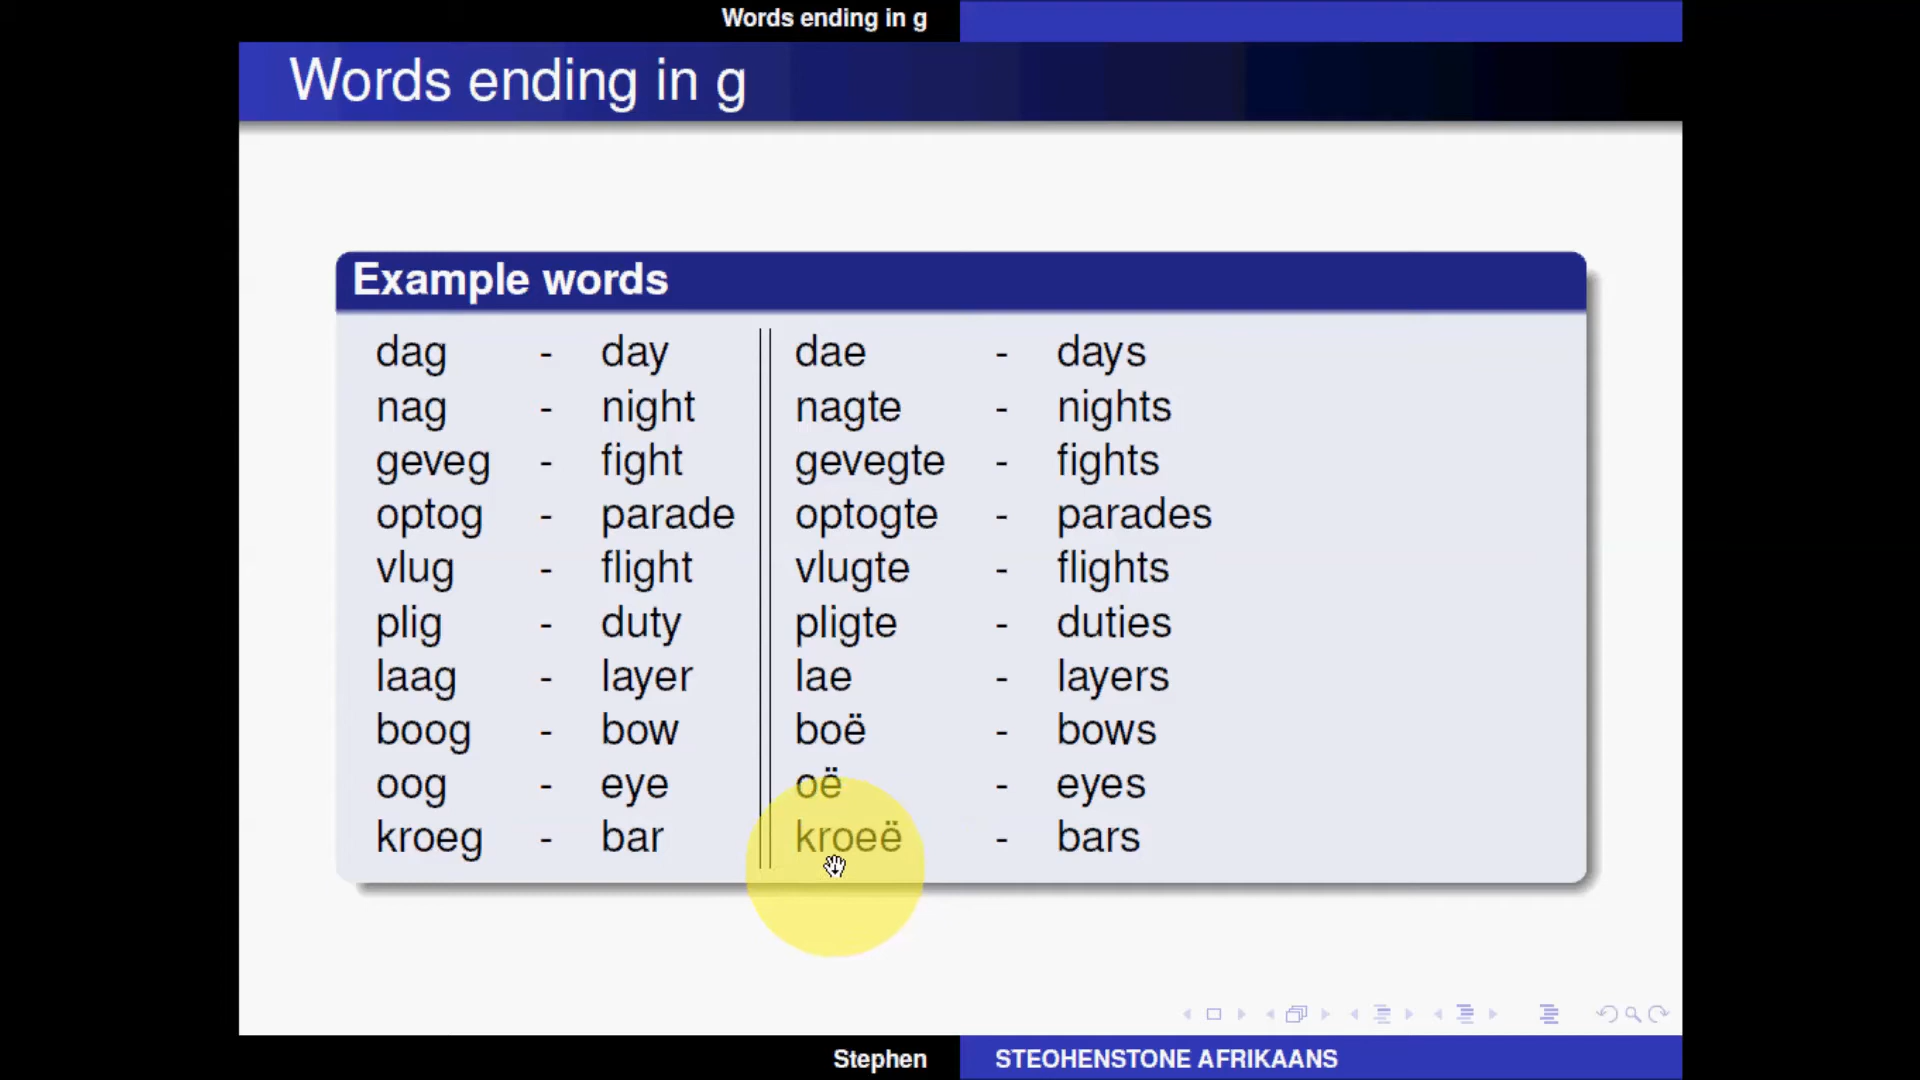 Words ending in g
Words ending in g
Example words
dag - day dae - days
nag - night nagte - nights
geveg - fight gevegte - fights
optog - parade optogte - parades
vlug - flight vlugte - flights
plig - duty pligte - duties
laag - layer lae - layers
boog - bow boë - bows
oog - eye oë - eyes
kroeg - bar kroeë - bars
Stephen STEOHENSTONE AFRIKAANS